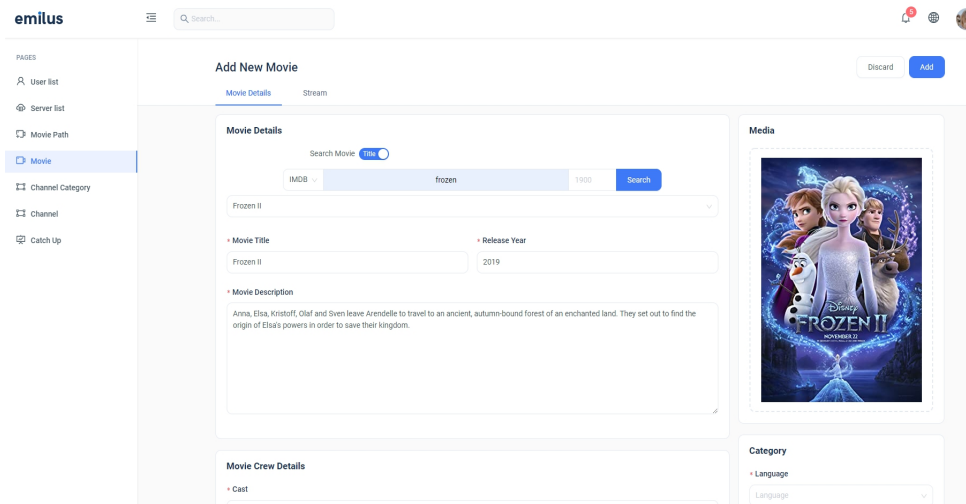 emilus
Search...
5
PAGES
User list
Server list
Movie Path
Movie
Channel Category
Channel
Catch Up
Add New Movie
Discard
Add
Movie Details
Stream
Movie Details
Search Movie Title
IMDB frozen 1900 Search
Frozen II
* Movie Title
Frozen II
* Release Year
2019
* Movie Description
Anna, Elsa, Kristoff, Olaf and Sven leave Arendelle to travel to an ancient, autumn-bound forest of an enchanted land. They set out to find the
origin of Elsa's powers in order to save their kingdom.
Movie Crew Details
* Cast
Media
Disney
FROZEN II
NOVEMBER 22
Category
* Language
Language